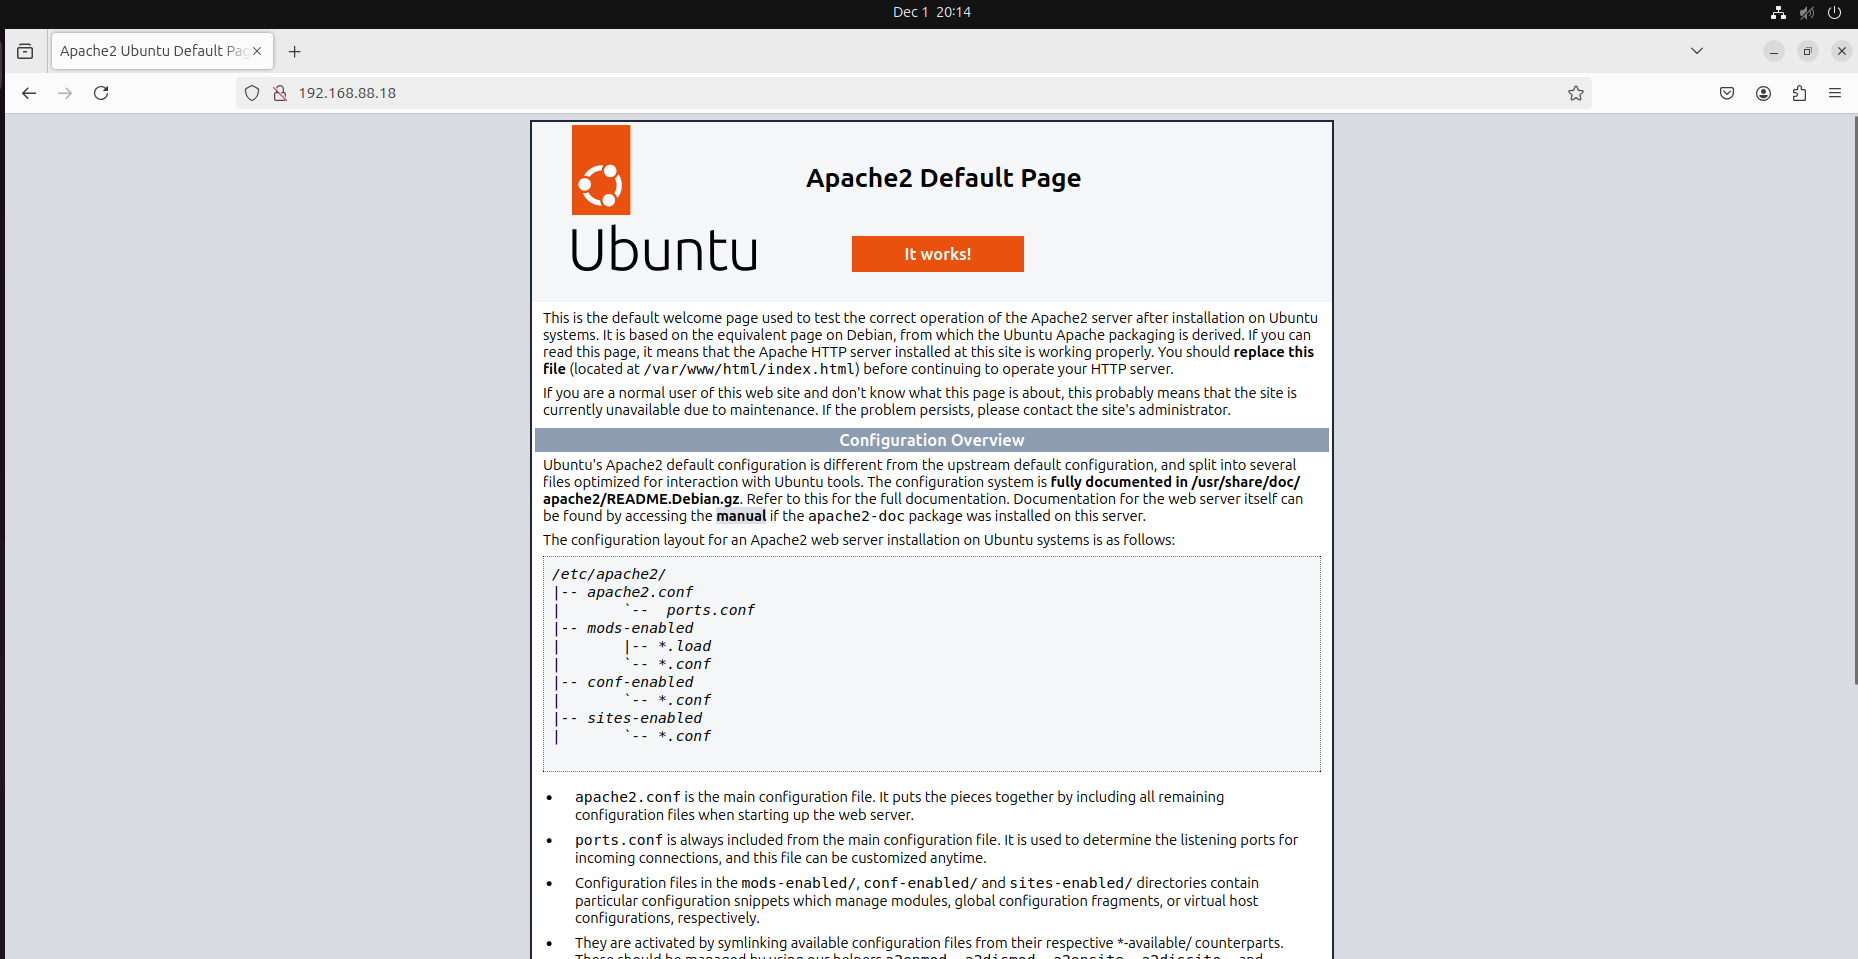 Dec 1 20:14
Apache2 Ubuntu Default Pag
192.168.88.18
Ubuntu
Apache2 Default Page
It works!
This is the default welcome page used to test the correct operation of the Apache2 server after installation on Ubuntu
systems. It is based on the equivalent page on Debian, from which the Ubuntu Apache packaging is derived. If you can
read this page, it means that the Apache HTTP server installed at this site is working properly. You should replace this
file (located at /var/www/html/index.html) before continuing to operate your HTTP server.
If you are a normal user of this web site and don't know what this page is about, this probably means that the site is
currently unavailable due to maintenance. If the problem persists, please contact the site's administrator.
Configuration Overview
Ubuntu's Apache2 default configuration is different from the upstream default configuration, and split into several
files optimized for interaction with Ubuntu tools. The configuration system is fully documented in /usr/share/doc/
apache2/README.Debian.gz. Refer to this for the full documentation. Documentation for the web server itself can
be found by accessing the manual if the apache2-doc package was installed on this server.
The configuration layout for an Apache2 web server installation on Ubuntu systems is as follows:
/etc/apache2/
|-- apache2.conf
|       `--  ports.conf
|-- mods-enabled
|       |-- *.load
|       `-- *.conf
|-- conf-enabled
|       `-- *.conf
|-- sites-enabled
|       `-- *.conf
• apache2.conf is the main configuration file. It puts the pieces together by including all remaining
configuration files when starting up the web server.
• ports.conf is always included from the main configuration file. It is used to determine the listening ports for
incoming connections, and this file can be customized anytime.
• Configuration files in the mods-enabled/, conf-enabled/ and sites-enabled/ directories contain
particular configuration snippets which manage modules, global configuration fragments, or virtual host
configurations, respectively.
• They are activated by symlinking available configuration files from their respective *-available/ counterparts.
These should be managed by using our helpers a2enmod, a2dismod, a2ensite, a2dissite, and